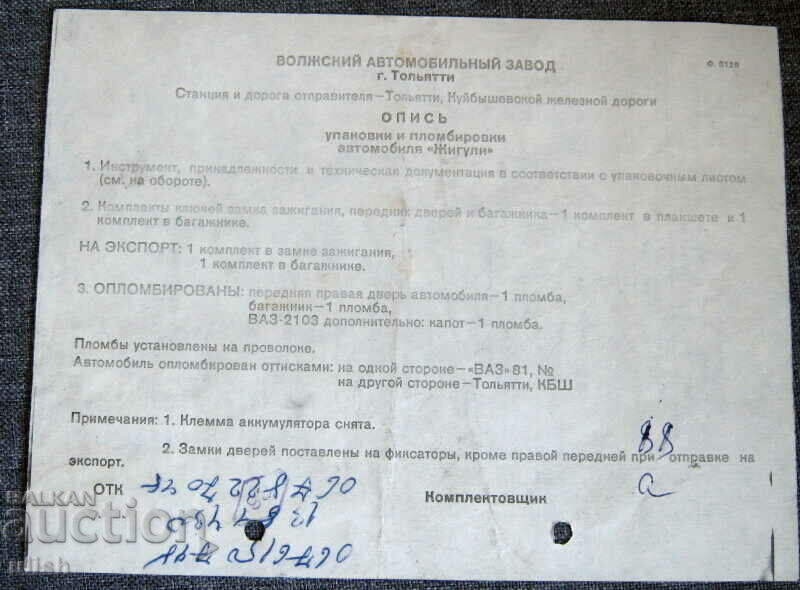 ВОЛЖСКИЙ АВТОМОБИЛЬНЫЙ ЗАВОД
г. Тольятти
Ф. 5126
Станция и дорога отправителя—Тольятти, Куйбышевской железной дороги
ОПИСЬ
упаковки и пломбировки
автомобиля «Жигули»
1. Инструмент, принадлежности и техническая документация в соответствии с упаковочным листом
(см. на обороте).
2. Комплекты ключей замка зажигания, передних дверей и багажника—1 комплект в планшете и 1
комплект в багажнике.
НА ЭКСПОРТ: 1 комплект в замке зажигания,
1 комплект в багажнике.
3. ОПЛОМБИРОВАНЫ: передняя правая дверь автомобиля—1 пломба,
багажник—1 пломба,
ВАЗ-2103 дополнительно: капот—1 пломба.
Пломбы установлены на проволоке.
Автомобиль опломбирован оттисками: на одной стороне—«ВАЗ» 81, №
на другой стороне—Тольятти, КБШ
Примечания: 1. Клемма аккумулятора снята.
2. Замки дверей поставлены на фиксаторы, кроме правой передней при отправке на
экспорт.
ОТК
Комплектовщик
BALKAN
auction
milish